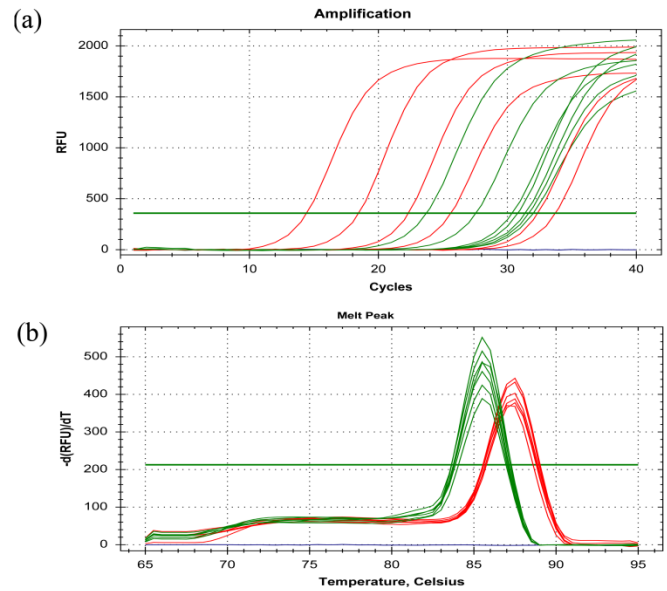 (a)
Amplification
RFU
2000
1500
1000
500
0
0 10 20 30 40
Cycles
(b)
Melt Peak
-d(RFU)/dT
500
400
300
200
100
0
65 70 75 80 85 90 95
Temperature, Celsius